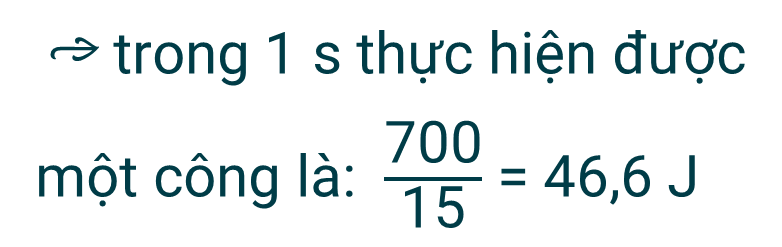 → trong 1 s thực hiện được
một công là: 700/15 = 46,6 J